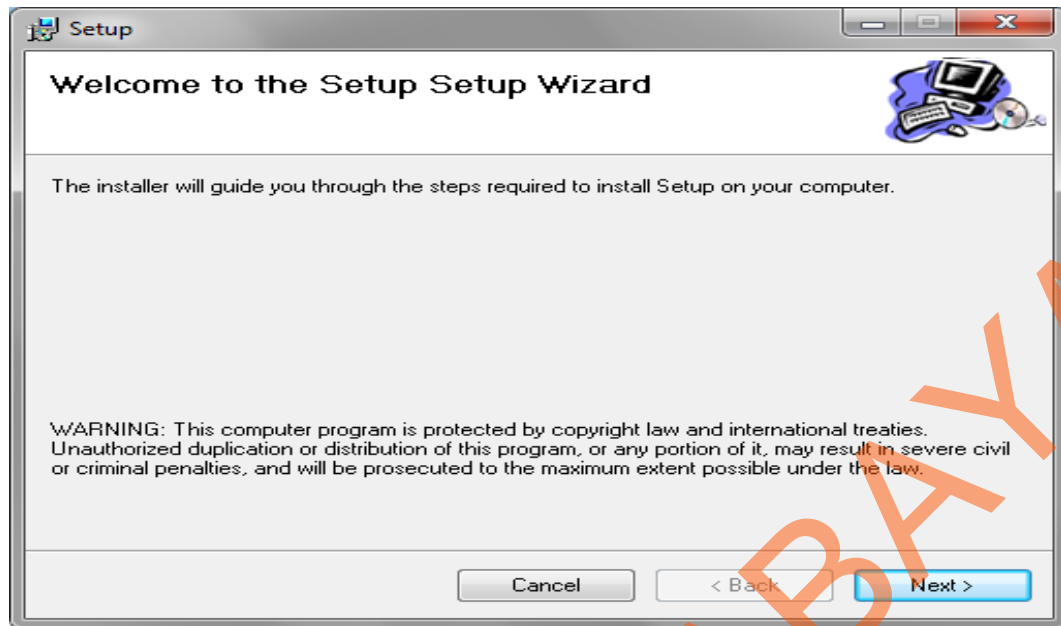 Setup
Welcome to the Setup Setup Wizard
The installer will guide you through the steps required to install Setup on your computer.
WARNING: This computer program is protected by copyright law and international treaties.
Unauthorized duplication or distribution of this program, or any portion of it, may result in severe civil
or criminal penalties, and will be prosecuted to the maximum extent possible under the law.
Cancel
< Back
Next >
BAYA